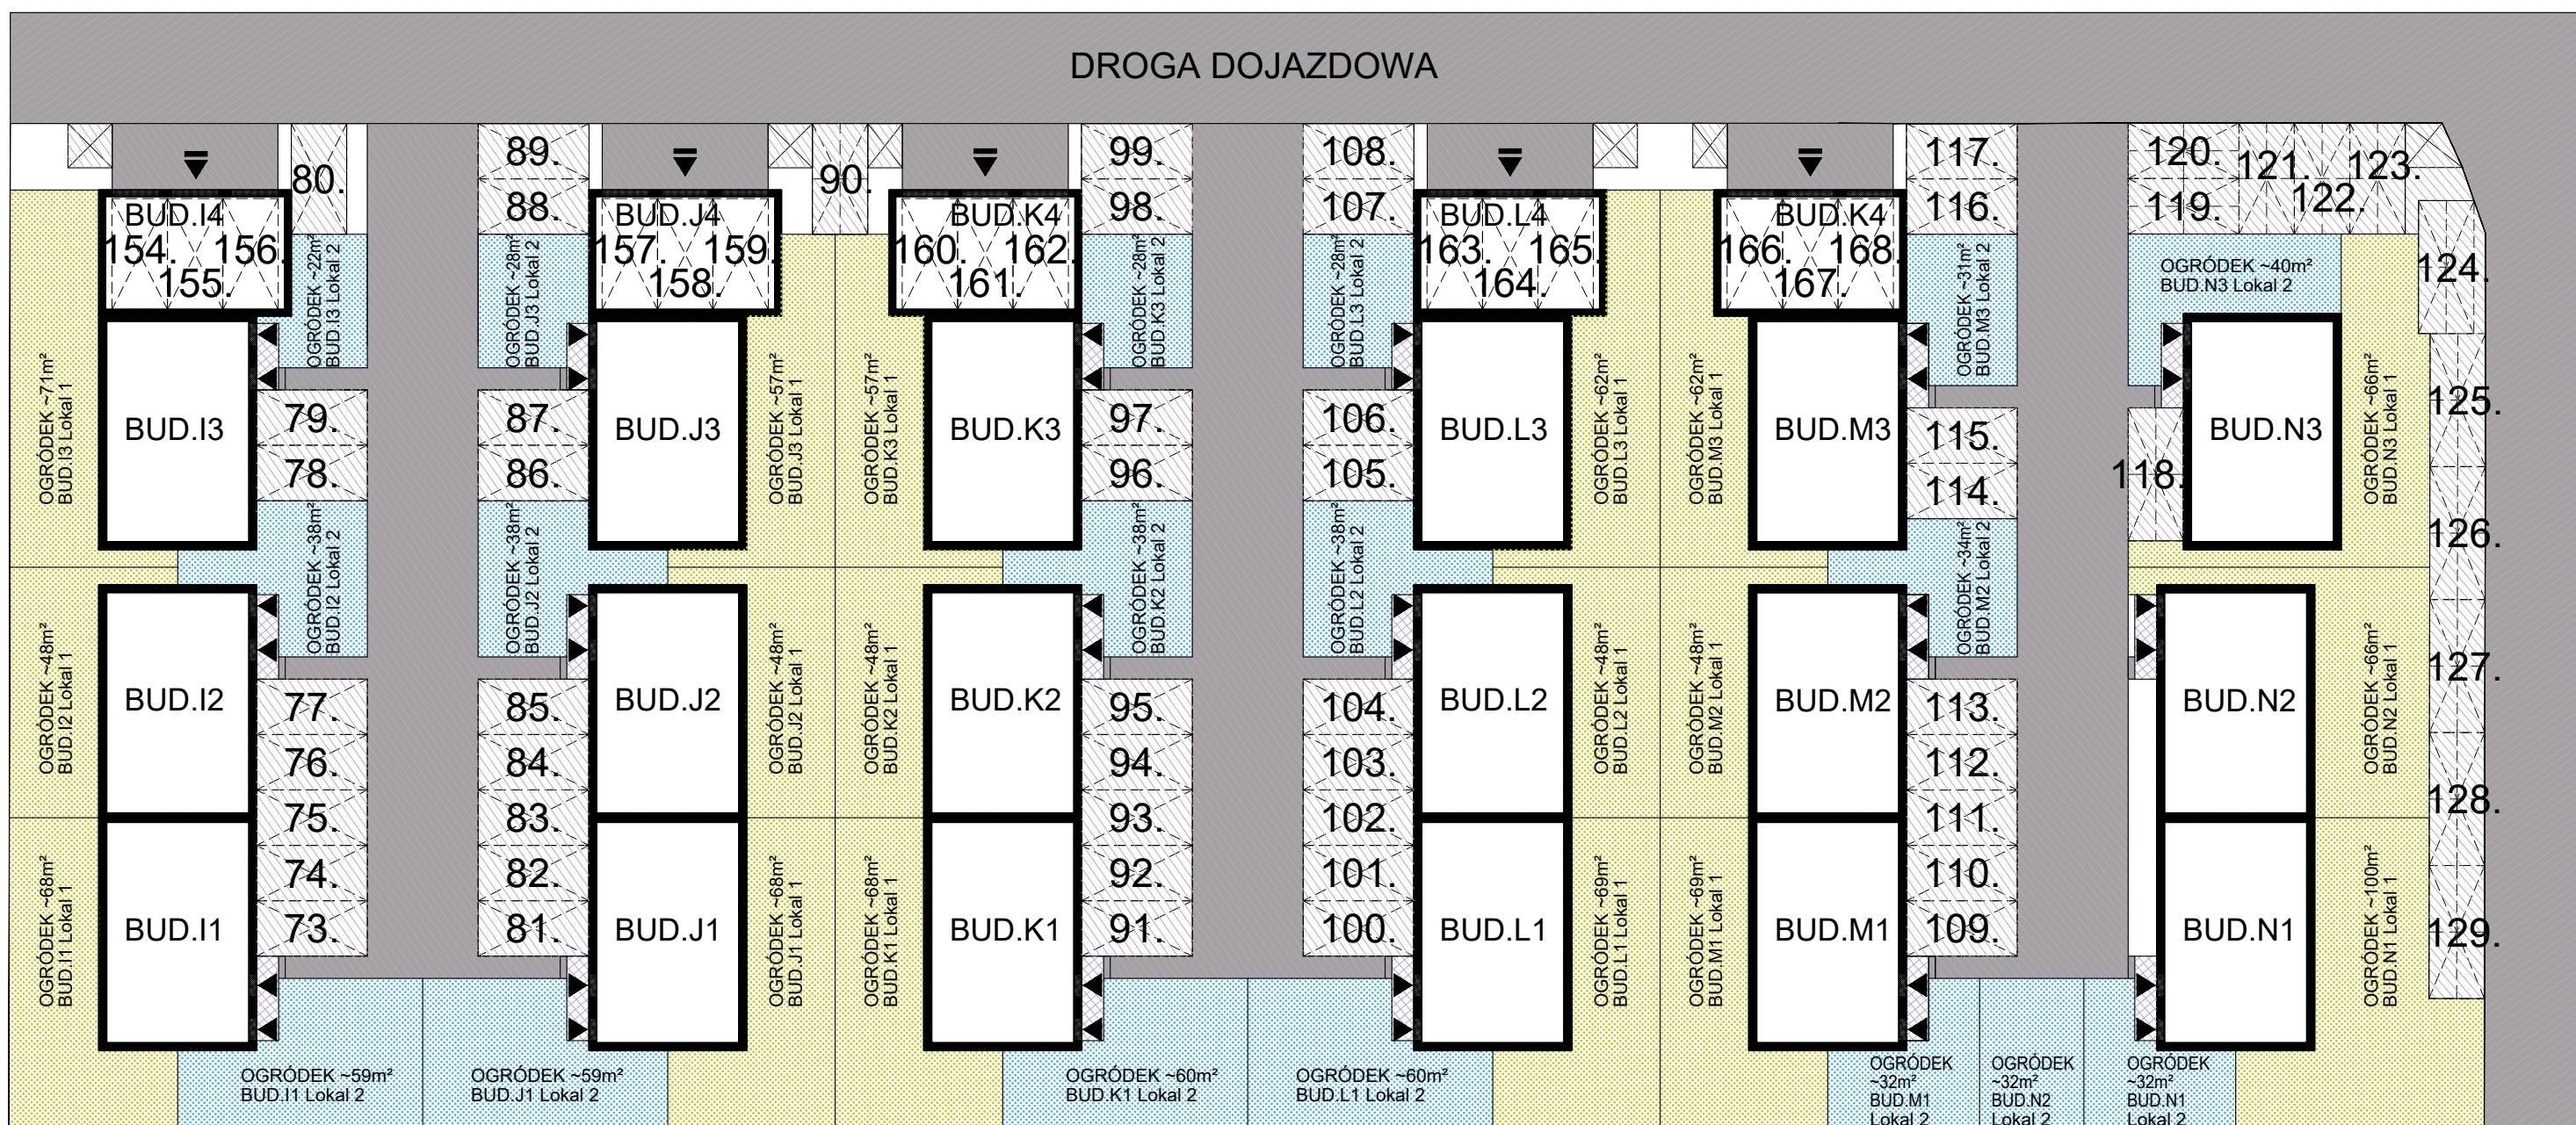 DROGA DOJAZDOWA
80.
89.
88.
90.
99.
98.
108.
107.
117.
116.
120.
119.
121.
122.
123.
124.
125.
126.
127.
128.
129.
BUD.I4
154.
155.
156.
BUD.J4
157.
158.
159.
BUD.K4
160.
161.
162.
BUD.L4
163.
164.
165.
BUD.K4
166.
167.
168.
OGRÓDEK ~22m²
BUD.I3 Lokal 2
OGRÓDEK ~28m²
BUD.J3 Lokal 2
OGRÓDEK ~28m²
BUD.K3 Lokal 2
OGRÓDEK ~28m²
BUD.L3 Lokal 2
OGRÓDEK ~31m²
BUD.M3 Lokal 2
OGRÓDEK ~40m²
BUD.N3 Lokal 2
OGRÓDEK ~71m²
BUD.I3 Lokal 1
BUD.I3
79.
78.
87.
86.
BUD.J3
OGRÓDEK ~57m²
BUD.J3 Lokal 1
OGRÓDEK ~57m²
BUD.K3 Lokal 1
BUD.K3
97.
96.
106.
105.
BUD.L3
OGRÓDEK ~62m²
BUD.L3 Lokal 1
OGRÓDEK ~62m²
BUD.M3 Lokal 1
BUD.M3
115.
114.
118.
BUD.N3
OGRÓDEK ~66m²
BUD.N3 Lokal 1
OGRÓDEK ~38m²
BUD.I2 Lokal 2
OGRÓDEK ~38m²
BUD.J2 Lokal 2
OGRÓDEK ~38m²
BUD.K2 Lokal 2
OGRÓDEK ~38m²
BUD.L2 Lokal 2
OGRÓDEK ~34m²
BUD.M2 Lokal 2
OGRÓDEK ~48m²
BUD.I2 Lokal 1
BUD.I2
77.
76.
75.
74.
73.
85.
84.
83.
82.
81.
BUD.J2
OGRÓDEK ~48m²
BUD.J2 Lokal 1
OGRÓDEK ~48m²
BUD.K2 Lokal 1
BUD.K2
95.
94.
93.
92.
91.
104.
103.
102.
101.
100.
BUD.L2
OGRÓDEK ~48m²
BUD.L2 Lokal 1
OGRÓDEK ~48m²
BUD.M2 Lokal 1
BUD.M2
113.
112.
111.
110.
109.
BUD.N2
OGRÓDEK ~66m²
BUD.N2 Lokal 1
OGRÓDEK ~68m²
BUD.I1 Lokal 1
BUD.I1
BUD.J1
OGRÓDEK ~68m²
BUD.J1 Lokal 1
OGRÓDEK ~68m²
BUD.K1 Lokal 1
BUD.K1
BUD.L1
OGRÓDEK ~69m²
BUD.L1 Lokal 1
OGRÓDEK ~69m²
BUD.M1 Lokal 1
BUD.M1
BUD.N1
OGRÓDEK ~100m²
BUD.N1 Lokal 1
OGRÓDEK ~59m²
BUD.I1 Lokal 2
OGRÓDEK ~59m²
BUD.J1 Lokal 2
OGRÓDEK ~60m²
BUD.K1 Lokal 2
OGRÓDEK ~60m²
BUD.L1 Lokal 2
OGRÓDEK
~32m²
BUD.M1
Lokal 2
OGRÓDEK
~32m²
BUD.N2
Lokal 2
OGRÓDEK
~32m²
BUD.N1
Lokal 2